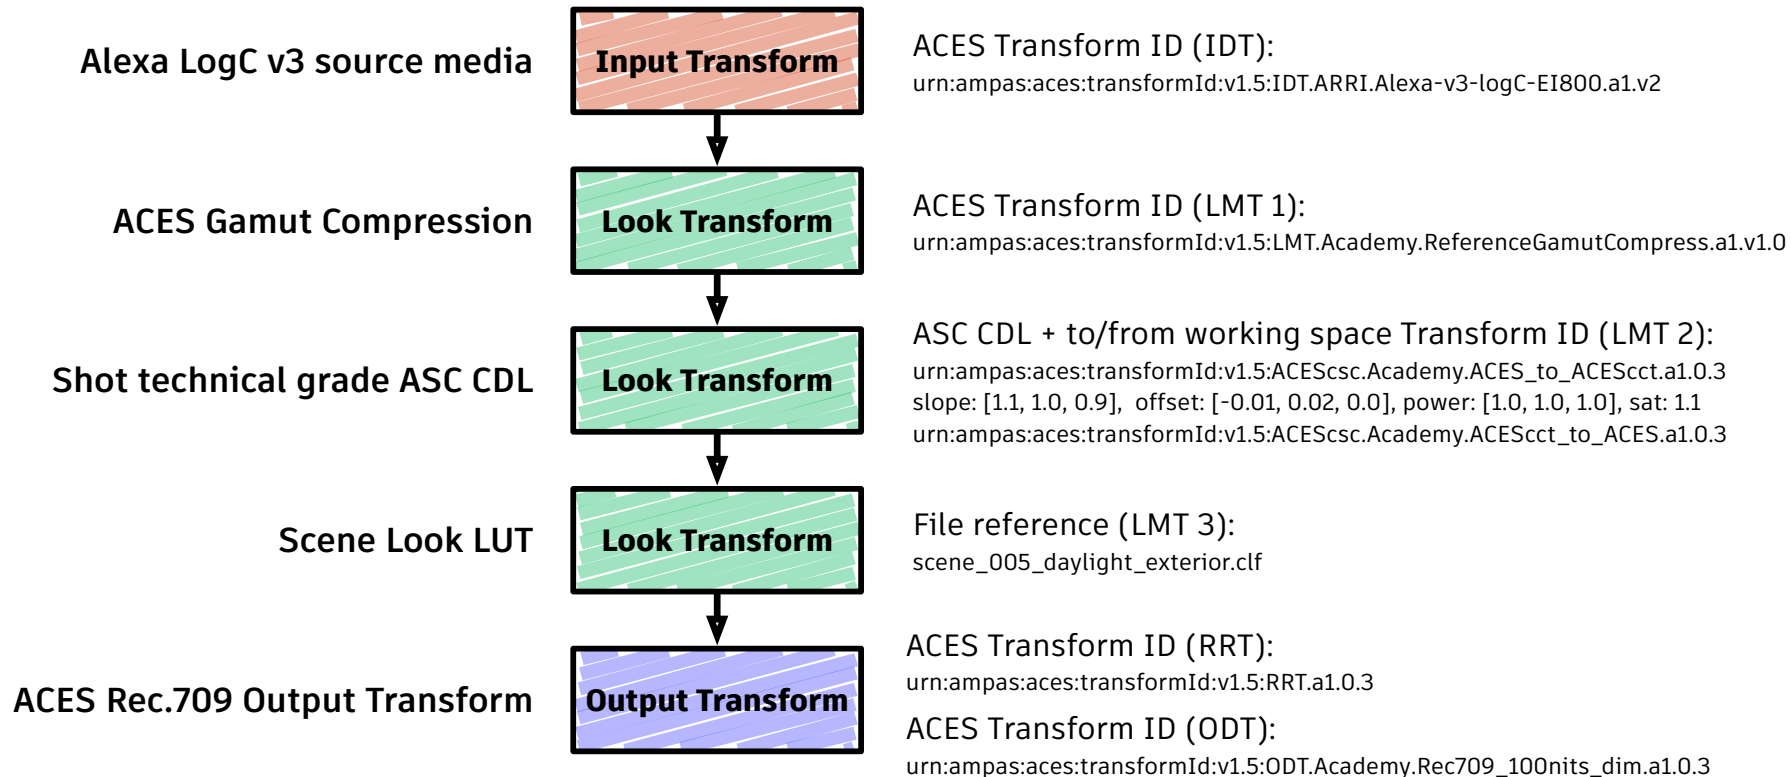 Alexa LogC v3 source media
Input Transform
ACES Transform ID (IDT):
urn:ampas:aces:transformId:v1.5:IDT.ARRI.Alexa-v3-logC-EI800.a1.v2
ACES Gamut Compression
Look Transform
ACES Transform ID (LMT 1):
urn:ampas:aces:transformId:v1.5:LMT.Academy.ReferenceGamutCompress.a1.v1.0
Shot technical grade ASC CDL
Look Transform
ASC CDL + to/from working space Transform ID (LMT 2):
urn:ampas:aces:transformId:v1.5:ACEScsc.Academy.ACES_to_ACEScct.a1.0.3
slope: [1.1, 1.0, 0.9], offset: [-0.01, 0.02, 0.0], power: [1.0, 1.0, 1.0], sat: 1.1
urn:ampas:aces:transformId:v1.5:ACEScsc.Academy.ACEScct_to_ACES.a1.0.3
Scene Look LUT
Look Transform
File reference (LMT 3):
scene_005_daylight_exterior.clf
ACES Rec.709 Output Transform
Output Transform
ACES Transform ID (RRT):
urn:ampas:aces:transformId:v1.5:RRT.a1.0.3
ACES Transform ID (ODT):
urn:ampas:aces:transformId:v1.5:ODT.Academy.Rec709_100nits_dim.a1.0.3